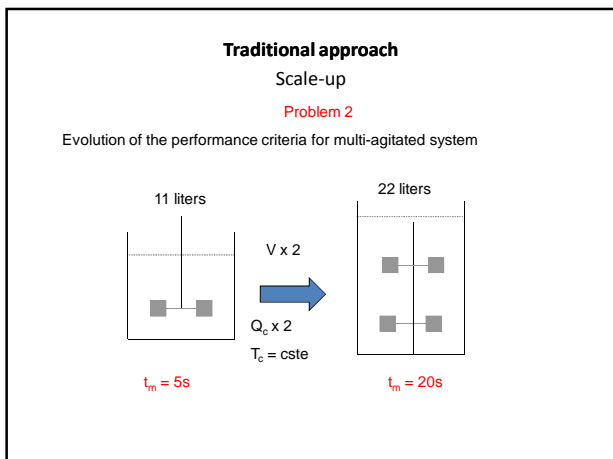 Traditional approach
Scale-up
Problem 2
Evolution of the performance criteria for multi-agitated system
11 liters
22 liters
V x 2
Q_c x 2
T_c = cste
t_m = 5s
t_m = 20s